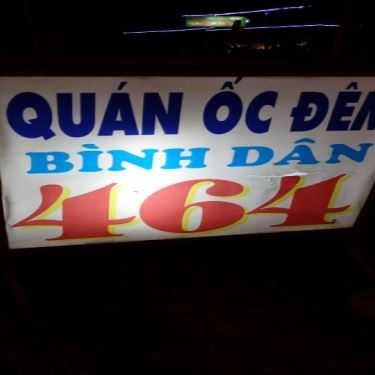 QUÁN ỐC ĐÊM
BÌNH DÂN
464